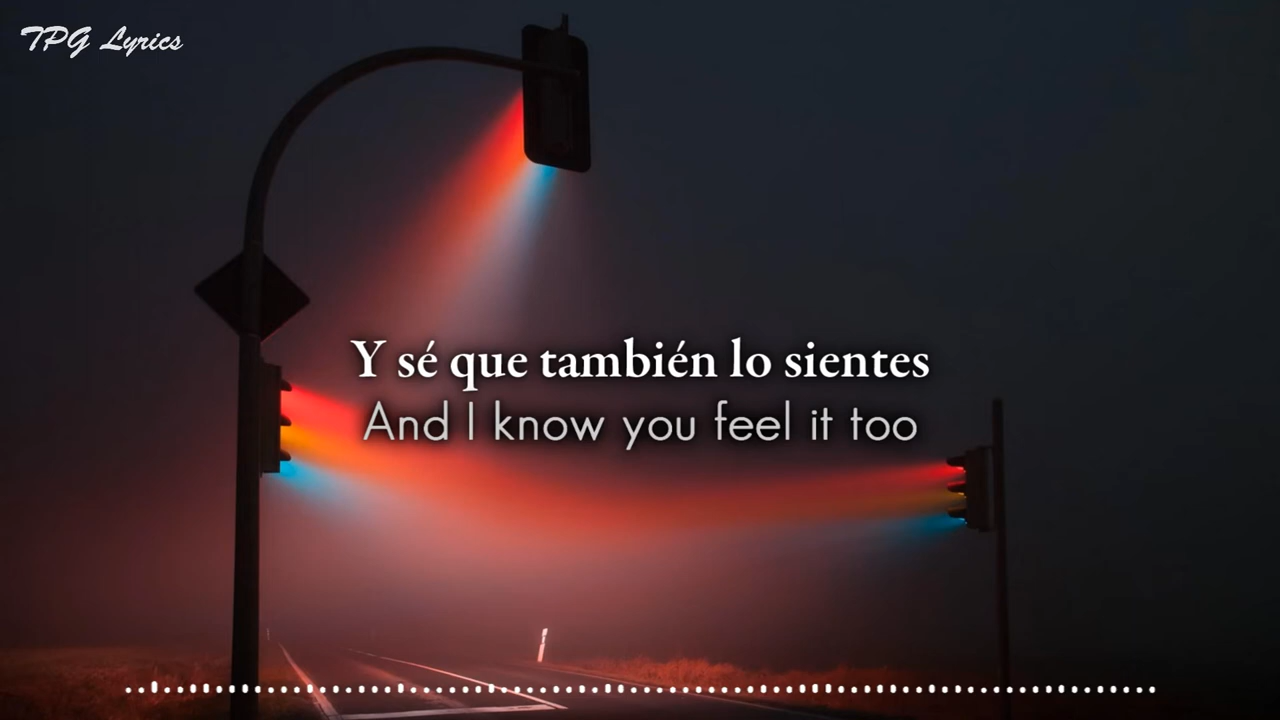 TPG Lyrics
Y sé que también lo sientes
And I know you feel it too